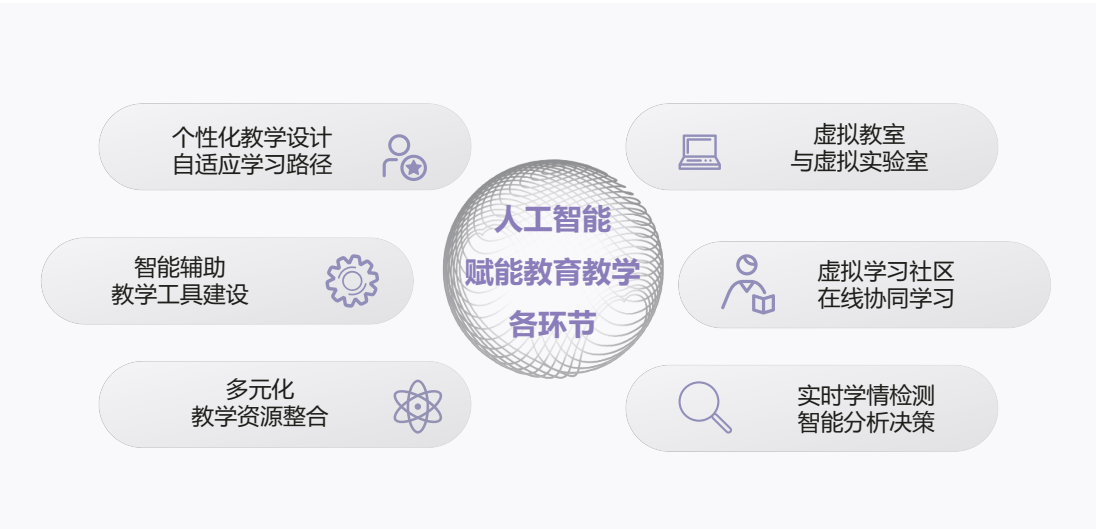 个性化教学设计
自适应学习路径
智能辅助
教学工具建设
多元化
教学资源整合
人工智能
赋能教育教学
各环节
虚拟教室
与虚拟实验室
虚拟学习社区
在线协同学习
实时学情检测
智能分析决策